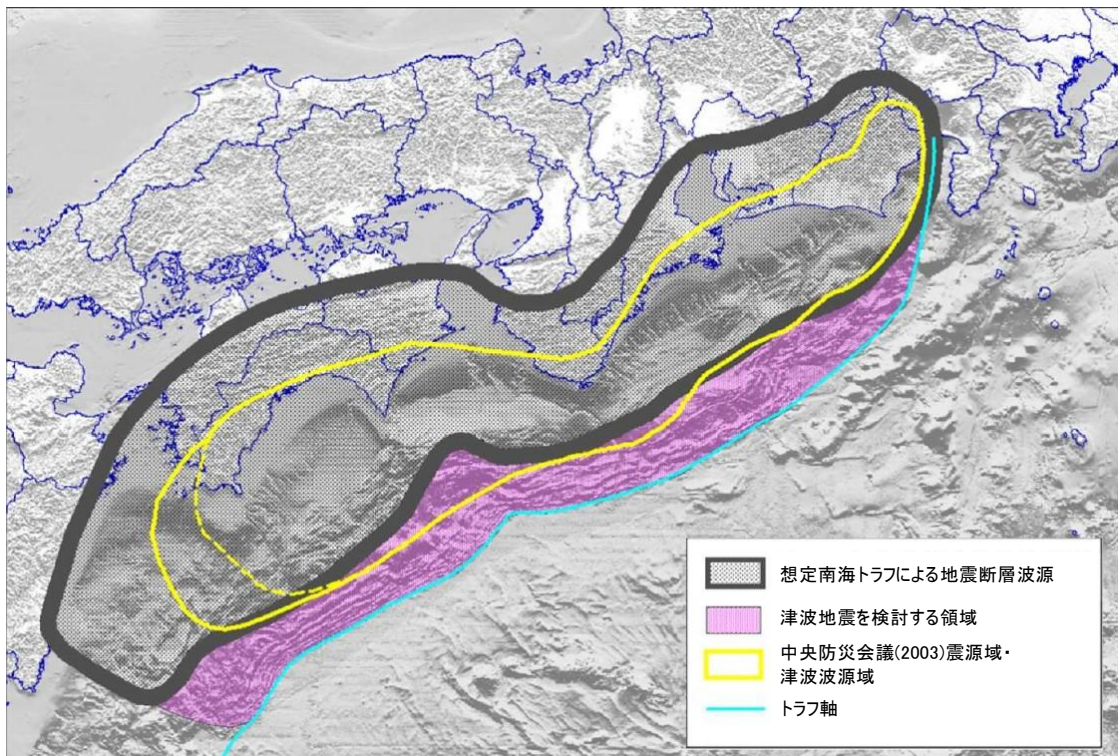 想定南海トラフによる地震断層波源
津波地震を検討する領域
中央防災会議(2003)震源域・
津波波源域
トラフ軸